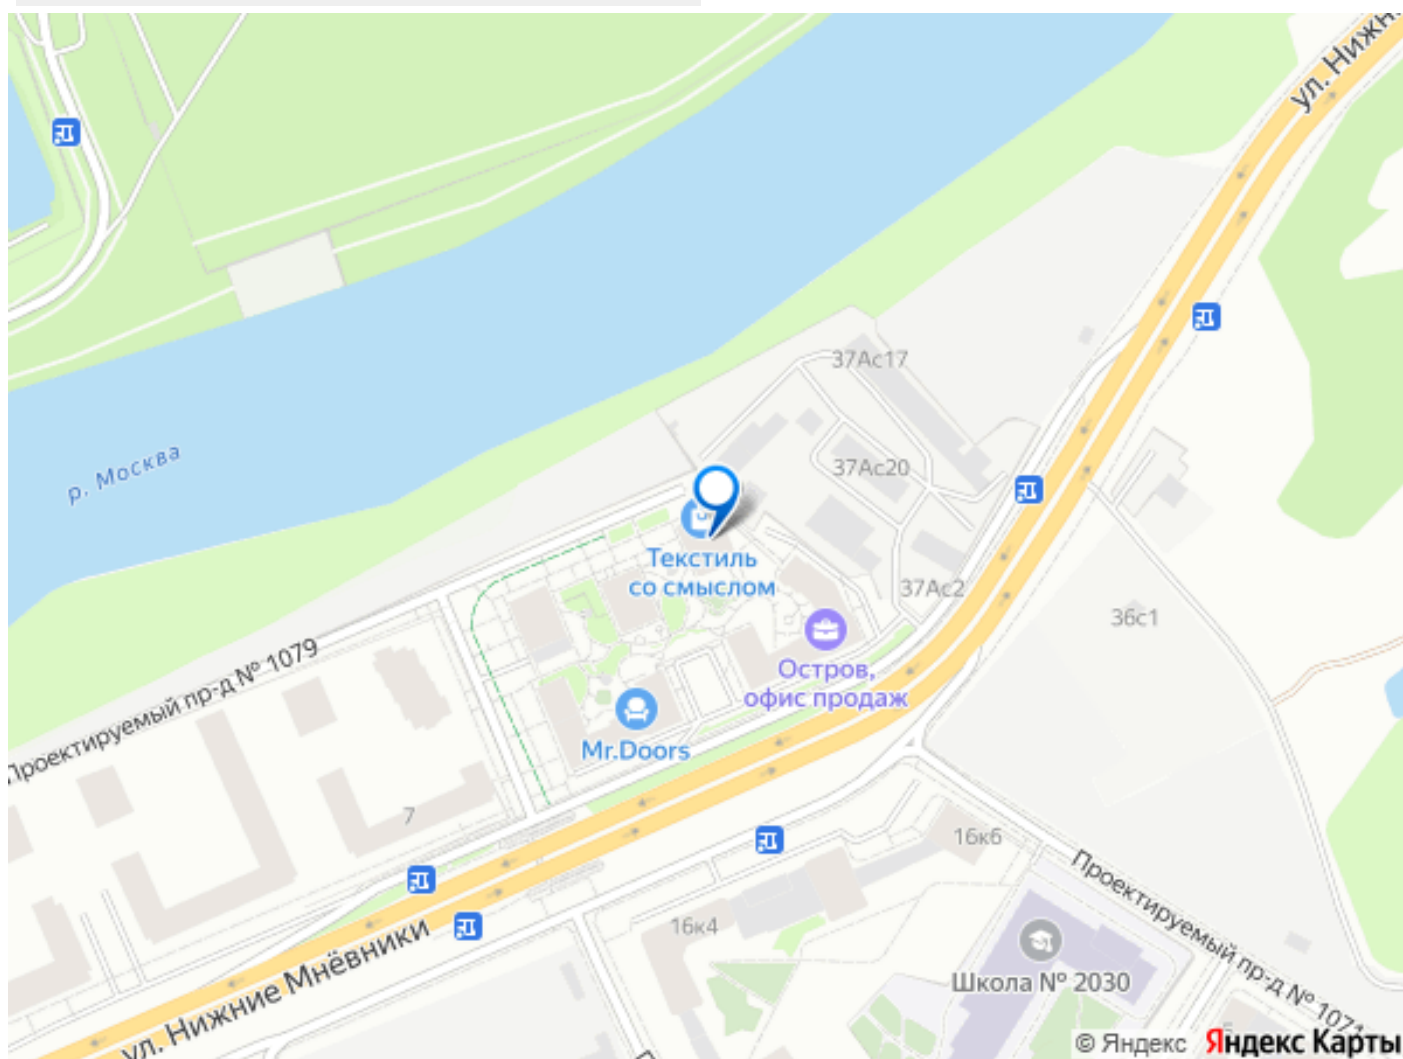 ул. Нижн
37Ас17
р. Москва
37Ас20
Текстиль
со смыслом
37Ас2
36с1
Проектируемый пр-д № 1079
Остров,
офис продаж
Mr.Doors
7
16к6
Проектируемый пр-д № 1071
16к4
ул. Нижние Мнёвники
Школа № 2030
© Яндекс Яндекс Карты